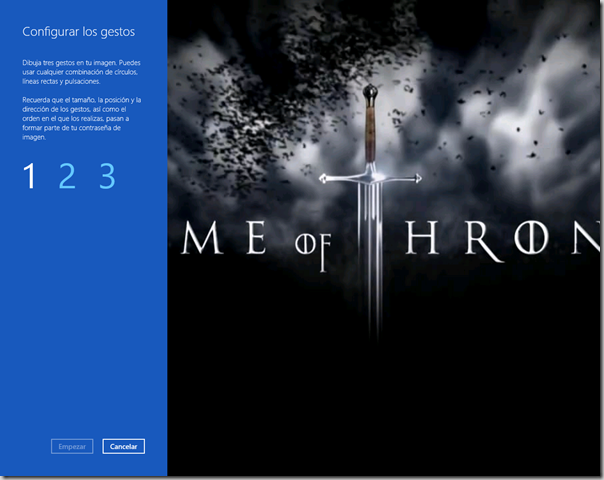 Configurar los gestos
Dibuja tres gestos en tu imagen. Puedes
usar cualquier combinación de círculos,
líneas rectas y pulsaciones.
Recuerda que el tamaño, la posición y la
dirección de los gestos, así como el
orden en el que los realizas, pasan a
formar parte de tu contraseña de
imagen.
1 2 3
ME OF HRON
Empezar Cancelar